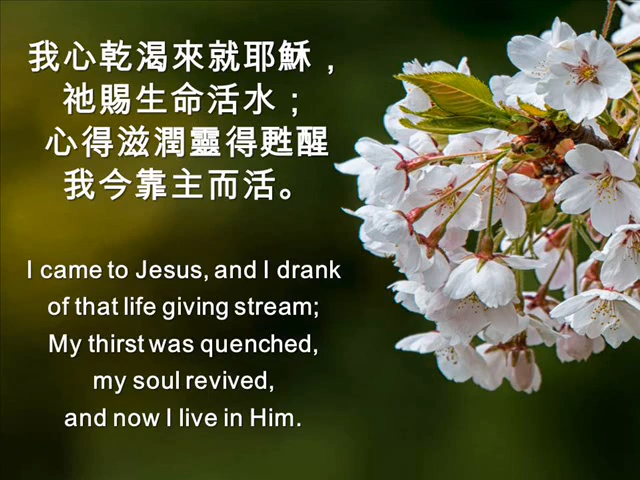 我心乾渴來就耶穌，
祂賜生命活水；
心得滋潤靈得甦醒
我今靠主而活。
I came to Jesus, and I drank
of that life giving stream;
My thirst was quenched,
my soul revived,
and now I live in Him.